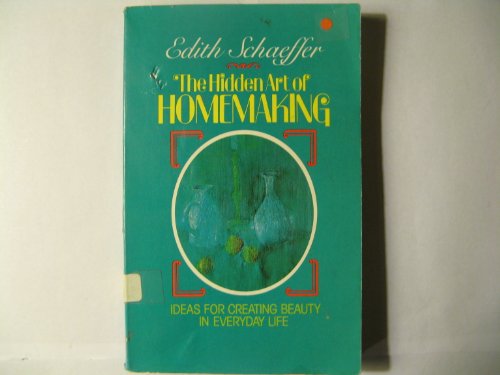 Edith Schaeffer
The Hidden Art of
HOMEMAKING
IDEAS FOR CREATING BEAUTY
IN EVERYDAY LIFE